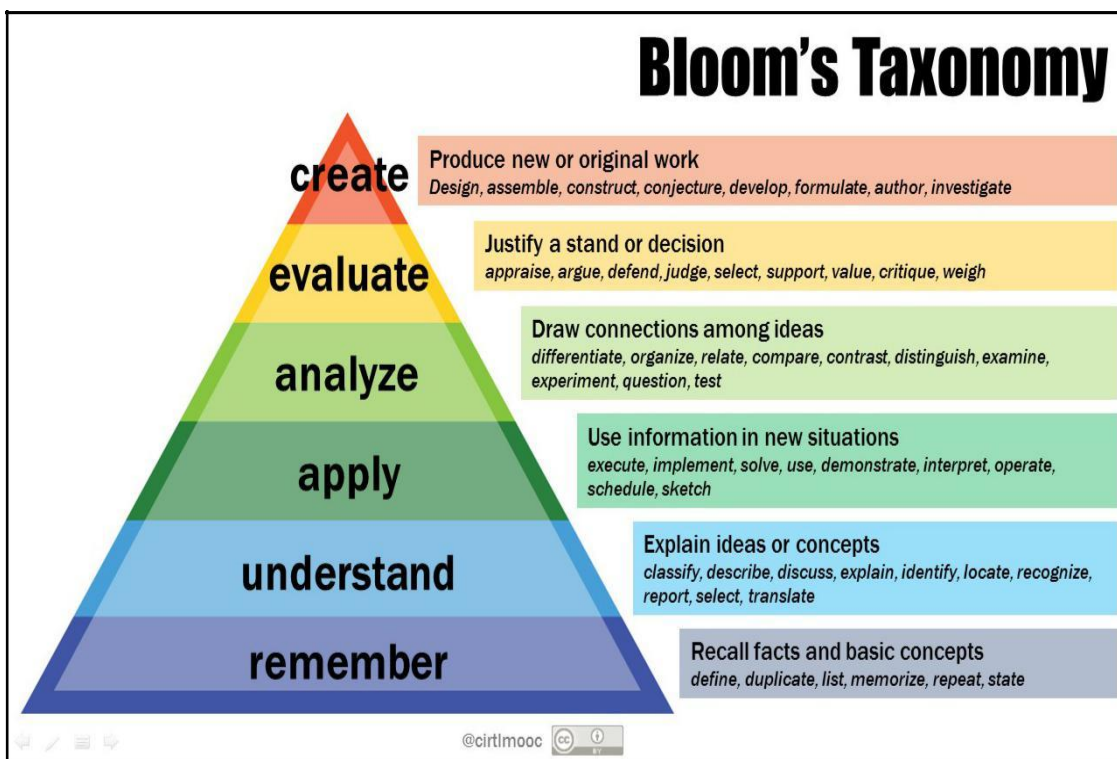 Bloom's Taxonomy
create
Produce new or original work
Design, assemble, construct, conjecture, develop, formulate, author, investigate
evaluate
Justify a stand or decision
appraise, argue, defend, judge, select, support, value, critique, weigh
analyze
Draw connections among ideas
differentiate, organize, relate, compare, contrast, distinguish, examine,
experiment, question, test
apply
Use information in new situations
execute, implement, solve, use, demonstrate, interpret, operate,
schedule, sketch
understand
Explain ideas or concepts
classify, describe, discuss, explain, identify, locate, recognize,
report, select, translate
remember
Recall facts and basic concepts
define, duplicate, list, memorize, repeat, state
@cirtlmooc
cc
BY